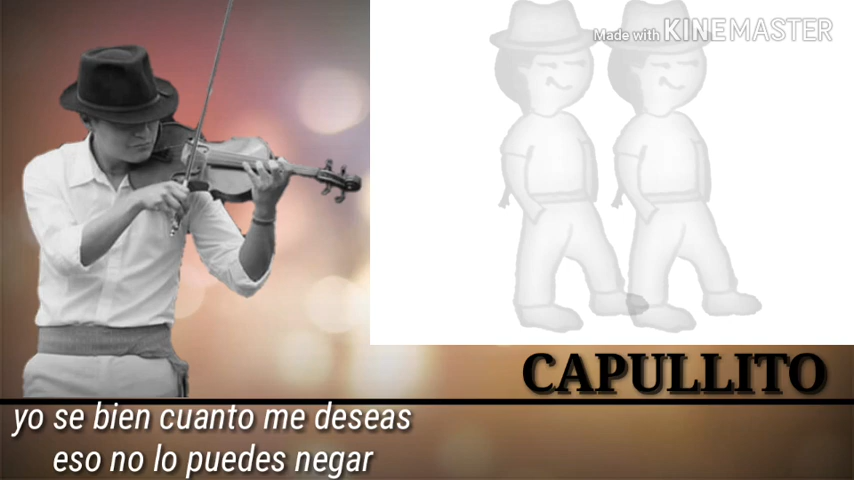 Made with KINEMASTER
CAPULLITO
yo se bien cuanto me deseas
eso no lo puedes negar